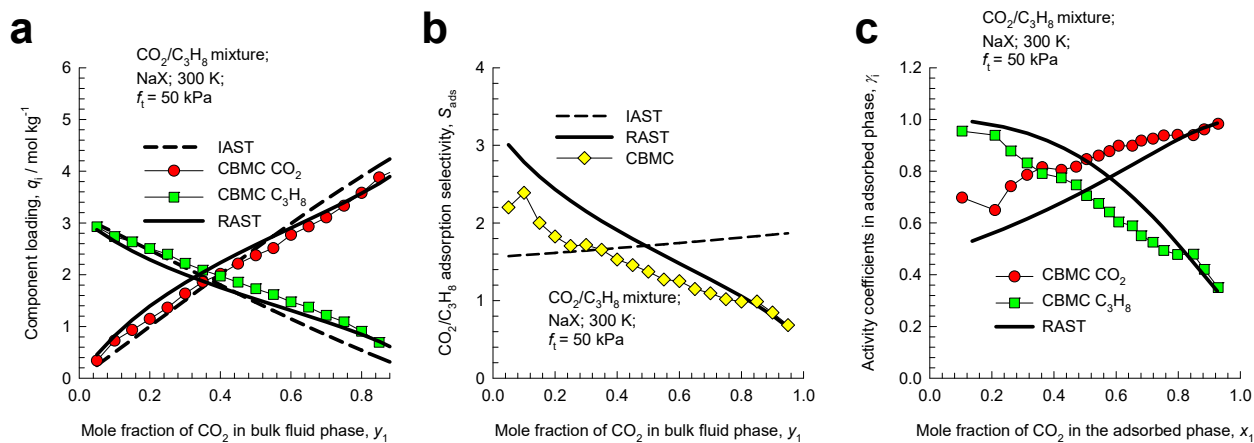 a
CO2/C3H8 mixture;
NaX; 300 K;
ft = 50 kPa
IAST
CBMC CO2
CBMC C3H8
RAST
Component loading, qi / mol kg-1
6
5
4
3
2
1
0
0.0 0.2 0.4 0.6 0.8
Mole fraction of CO2 in bulk fluid phase, y1
b
IAST
RAST
CBMC
CO2/C3H8 mixture;
NaX; 300 K;
ft = 50 kPa
CO2/C3H8 adsorption selectivity, Sads
4
3
2
1
0
0.0 0.2 0.4 0.6 0.8 1.0
Mole fraction of CO2 in bulk fluid phase, y1
c
CO2/C3H8 mixture;
NaX; 300 K;
ft = 50 kPa
CBMC CO2
CBMC C3H8
RAST
Activity coefficients in adsorbed phase, γi
1.2
1.0
0.8
0.6
0.4
0.2
0.0
0.0 0.2 0.4 0.6 0.8 1.0
Mole fraction of CO2 in the adsorbed phase, x1